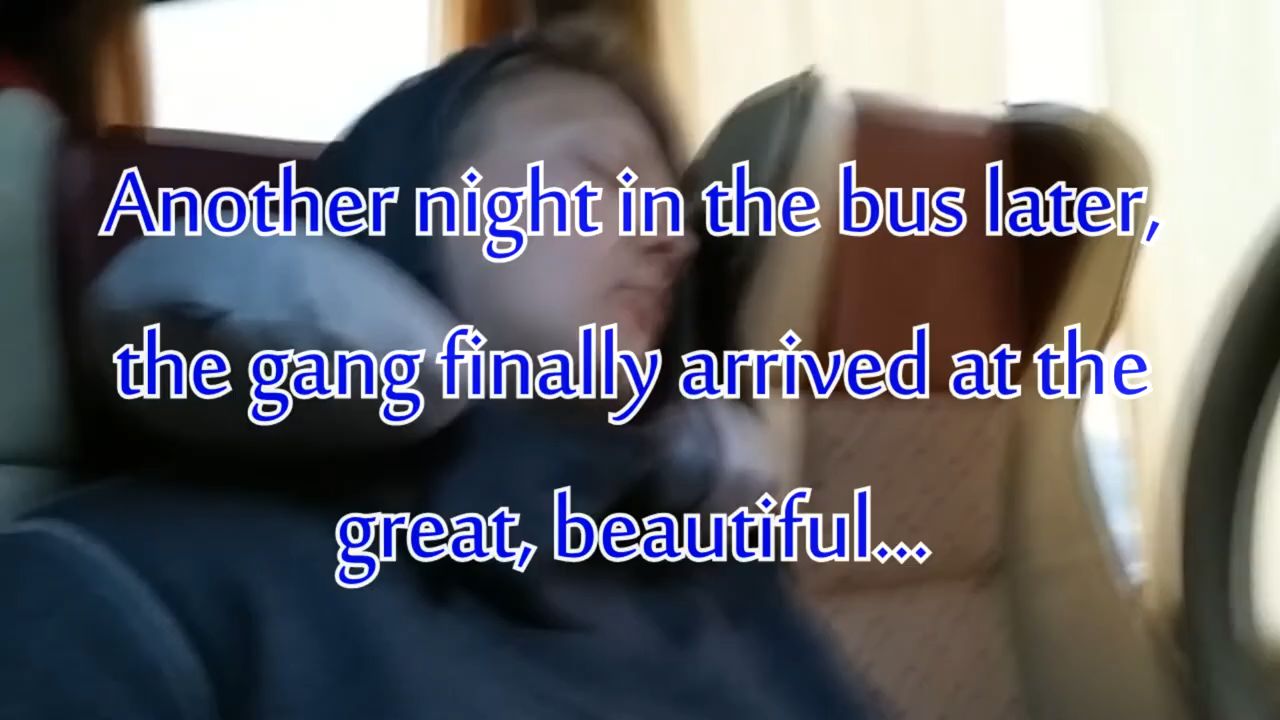 Another night in the bus later,
the gang finally arrived at the
great, beautiful...